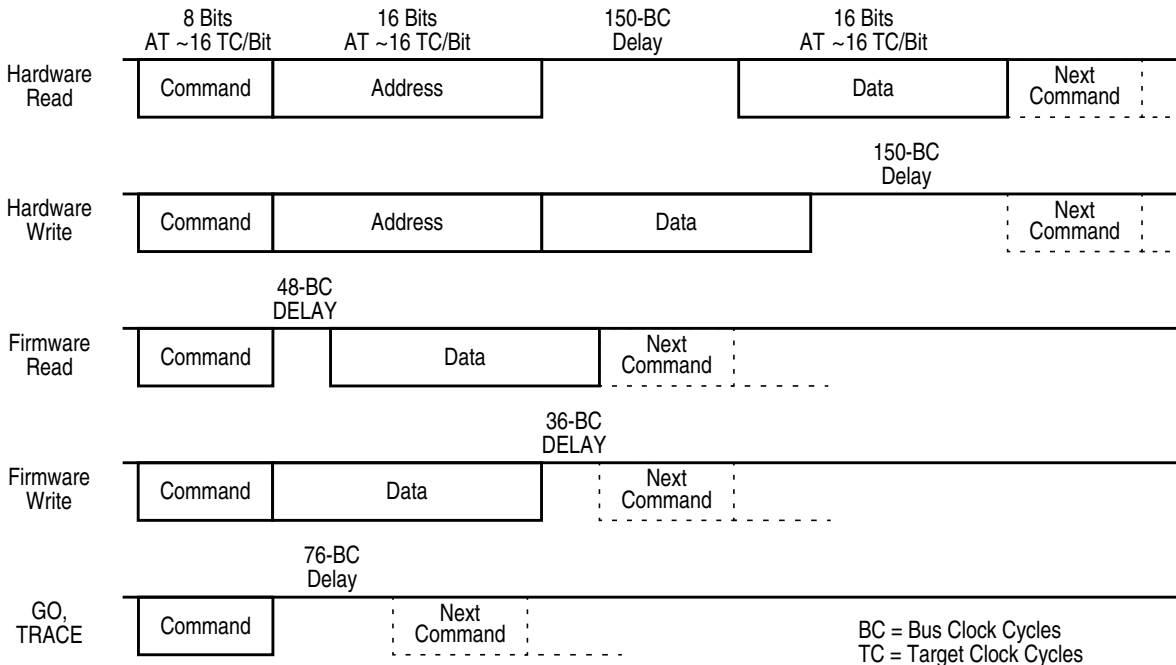 8 Bits
AT ~16 TC/Bit
16 Bits
AT ~16 TC/Bit
150-BC
Delay
16 Bits
AT ~16 TC/Bit
Hardware
Read
Command
Address
Data
Next
Command
150-BC
Delay
Hardware
Write
Command
Address
Data
Next
Command
48-BC
DELAY
Firmware
Read
Command
Data
Next
Command
36-BC
DELAY
Firmware
Write
Command
Data
Next
Command
76-BC
Delay
GO,
TRACE
Command
Next
Command
BC = Bus Clock Cycles
TC = Target Clock Cycles